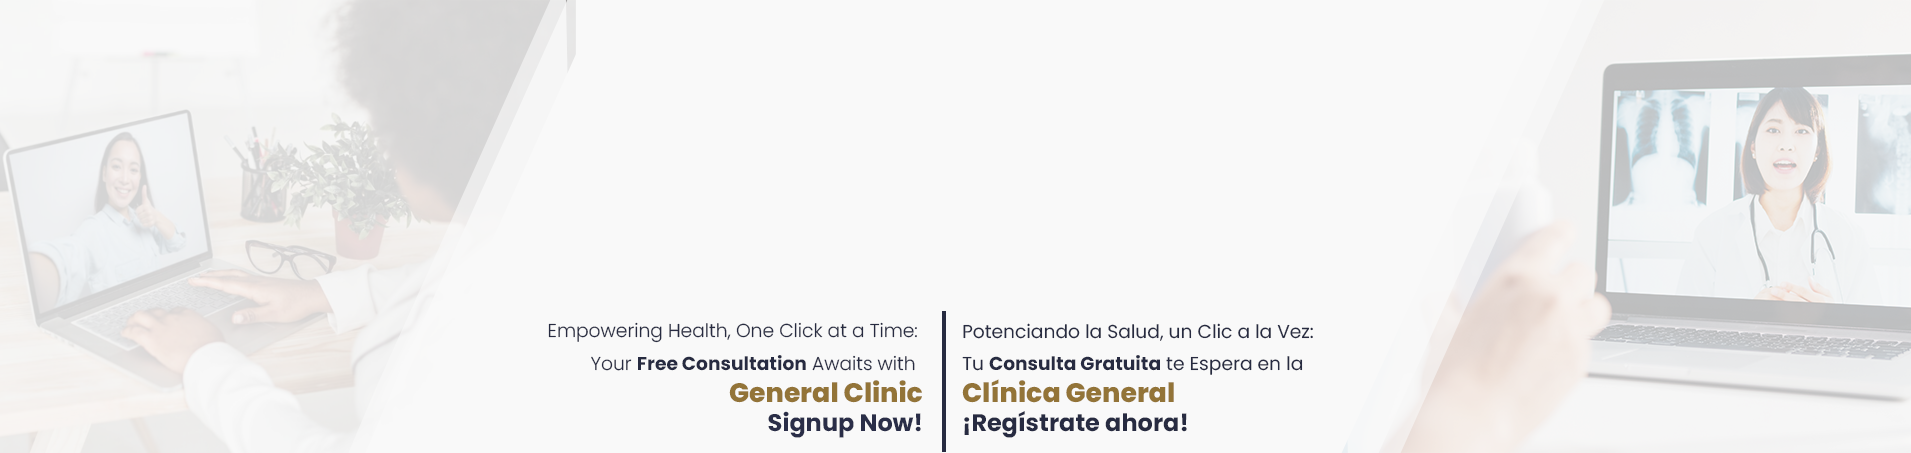 Empowering Health, One Click at a Time:
Your Free Consultation Awaits with
General Clinic
Signup Now!
Potenciando la Salud, un Clic a la Vez:
Tu Consulta Gratuita te Espera en la
Clínica General
¡Regístrate ahora!